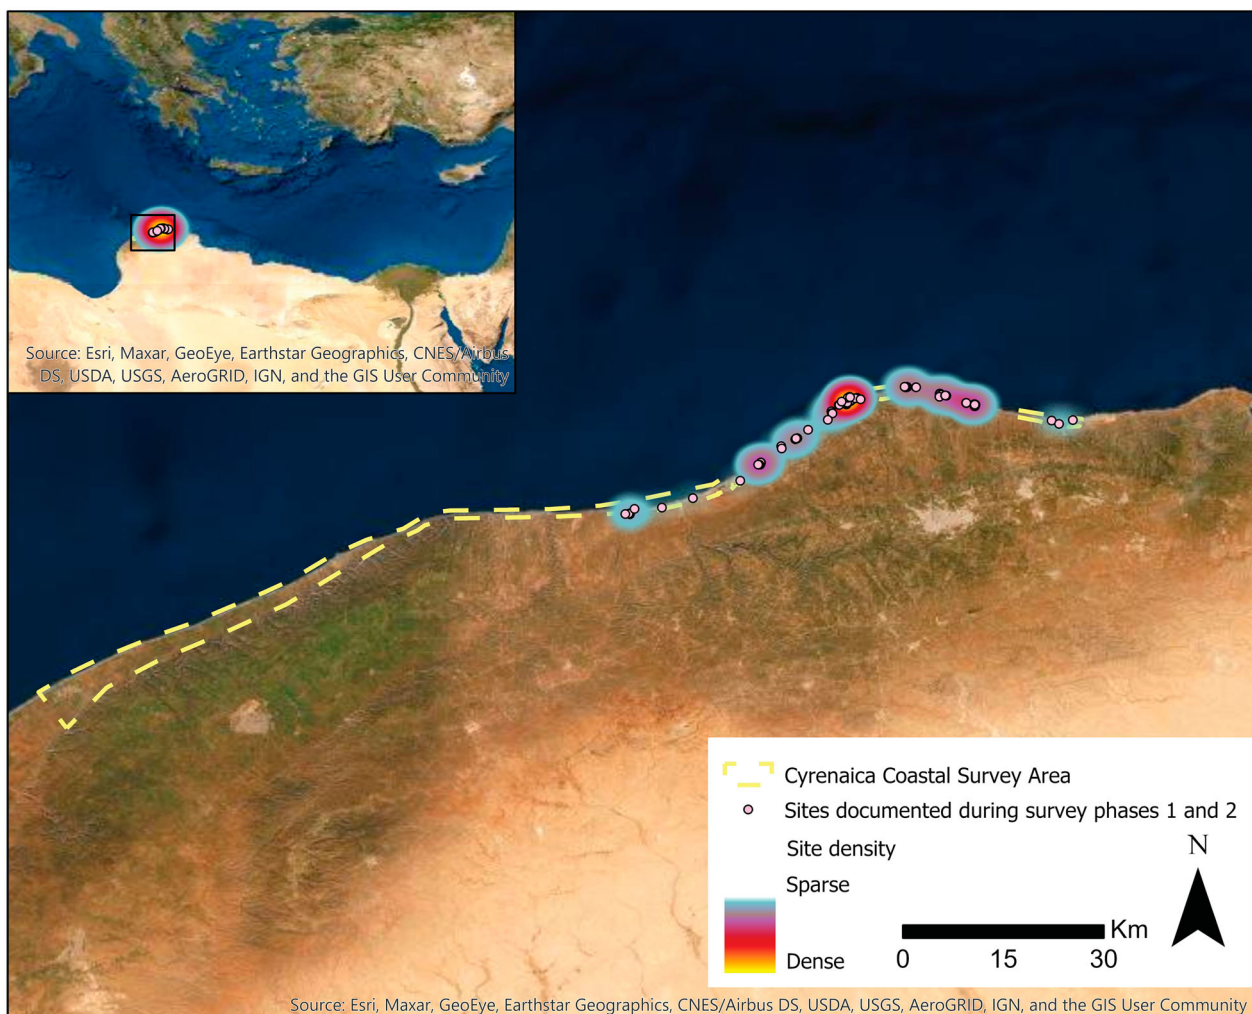 Source: Esri, Maxar, GeoEye, Earthstar Geographics, CNES/Airbus
DS, USDA, USGS, AeroGRID, IGN, and the GIS User Community
Cyrenaica Coastal Survey Area
Sites documented during survey phases 1 and 2
Site density
Sparse
Dense
N
Km
0 15 30
Source: Esri, Maxar, GeoEye, Earthstar Geographics, CNES/Airbus DS, USDA, USGS, AeroGRID, IGN, and the GIS User Community